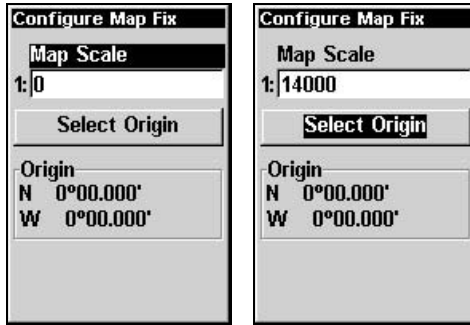 Configure Map Fix
Map Scale
1: 0
Select Origin
Origin
N 0°00.000'
W 0°00.000'
Configure Map Fix
Map Scale
1: 14000
Select Origin
Origin
N 0°00.000'
W 0°00.000'